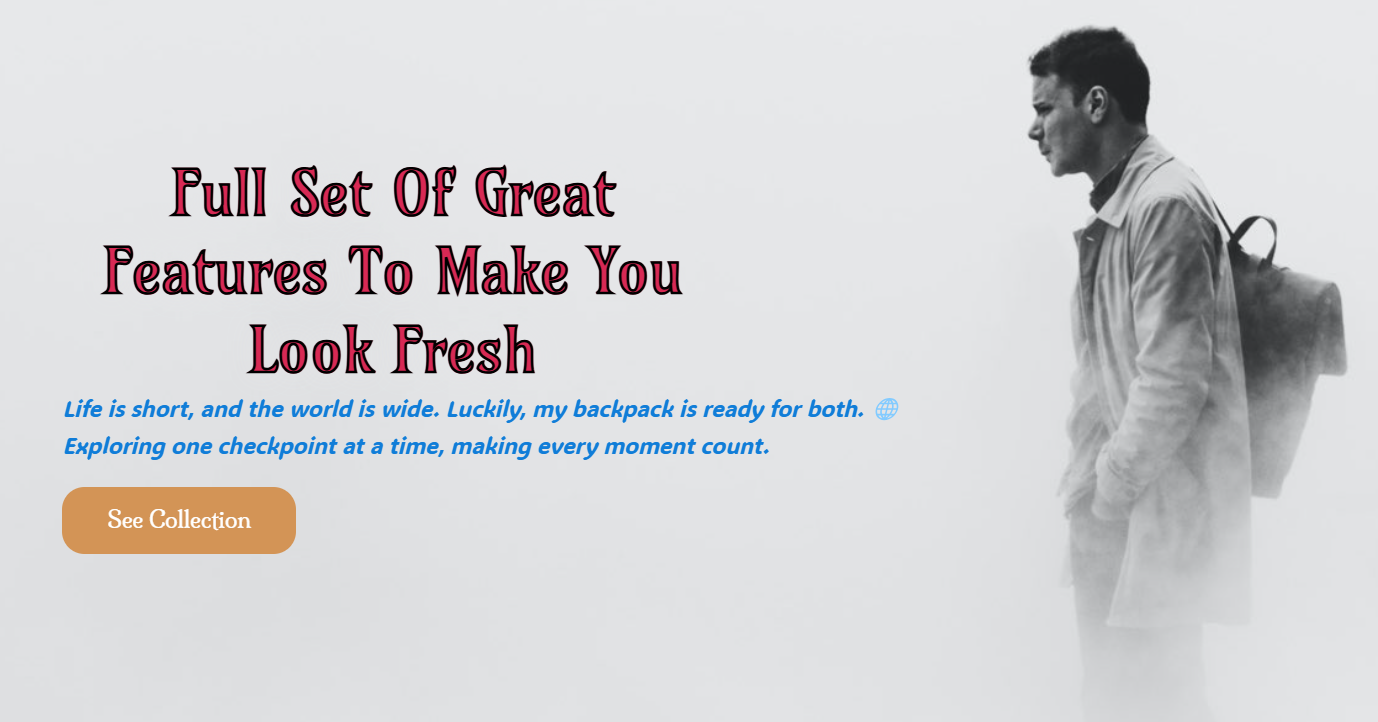 Full Set Of Great
Features To Make You
Look Fresh
Life is short, and the world is wide. Luckily, my backpack is ready for both. 🌐
Exploring one checkpoint at a time, making every moment count.
See Collection